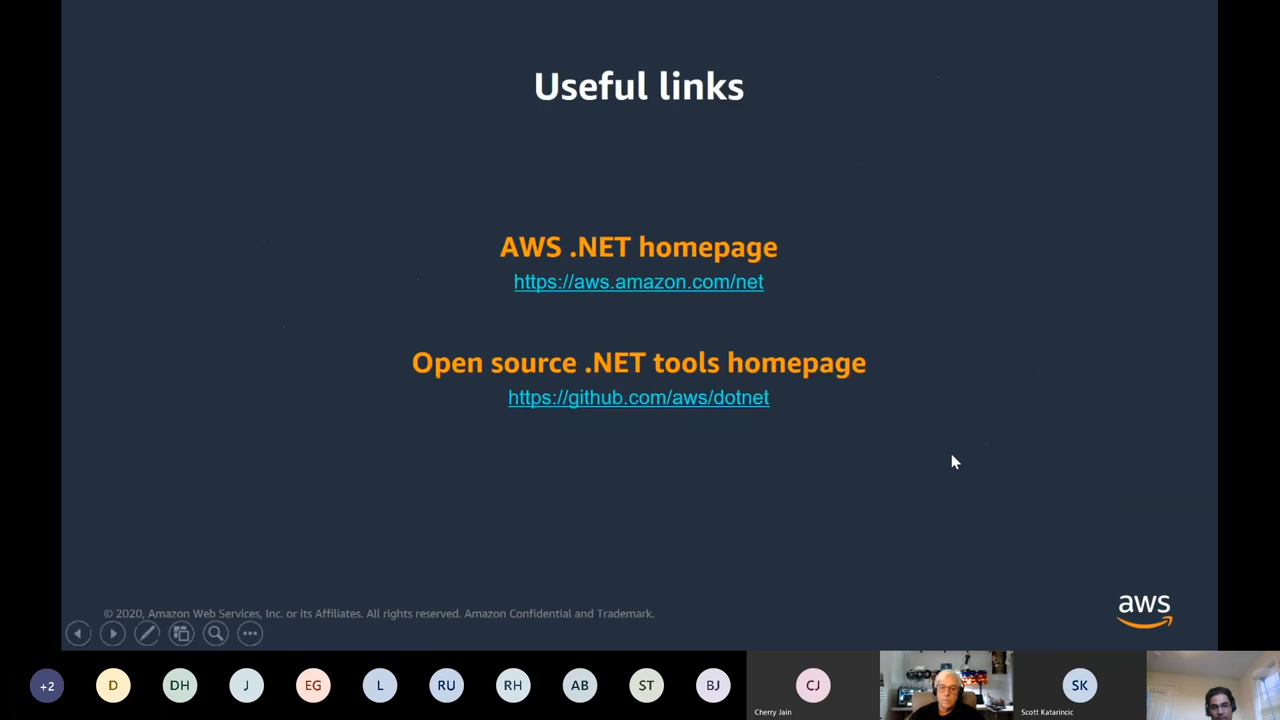 Useful links
AWS .NET homepage
https://aws.amazon.com/net
Open source .NET tools homepage
https://github.com/aws/dotnet
© 2020, Amazon Web Services, Inc. or its Affiliates. All rights reserved. Amazon Confidential and Trademark.
aws
+2
D
DH
J
EG
L
RU
RH
AB
ST
BJ
CJ
SK
Cherry Jain
Scott Katarincic